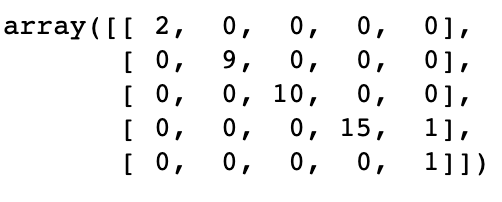 array([[ 2,  0,  0,  0,  0],
       [ 0,  9,  0,  0,  0],
       [ 0,  0, 10,  0,  0],
       [ 0,  0,  0, 15,  1],
       [ 0,  0,  0,  0,  1]])